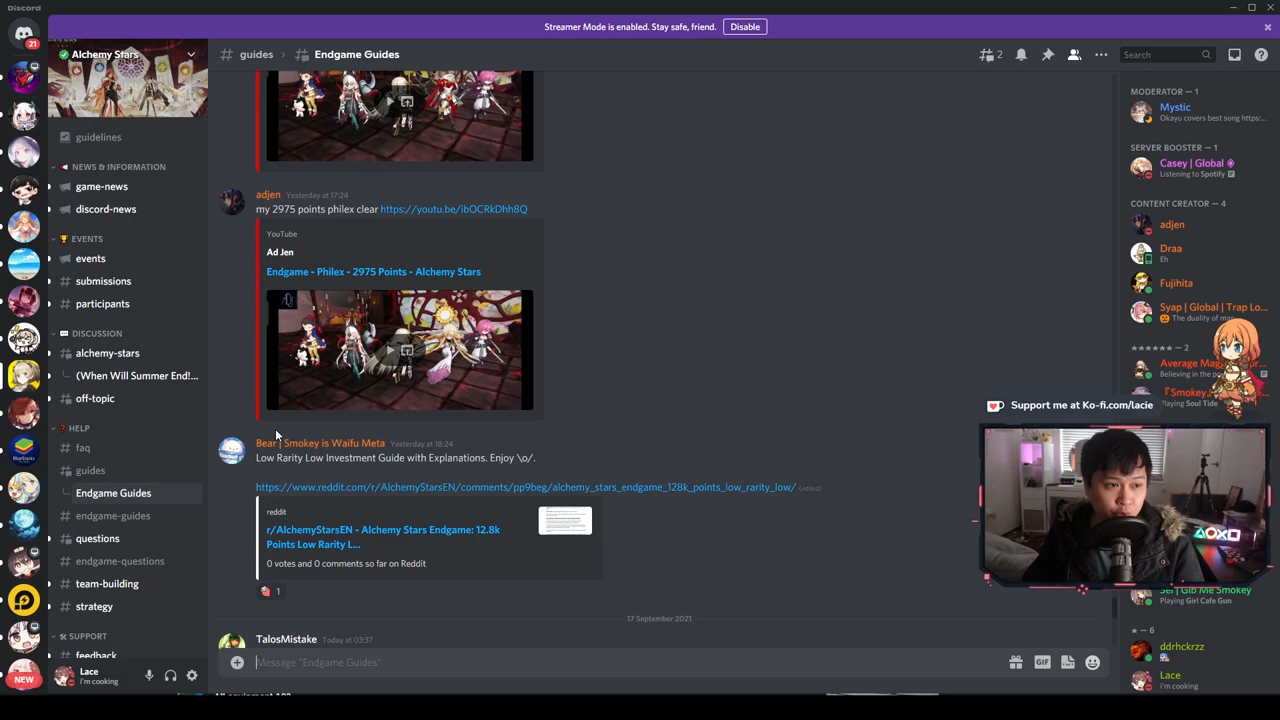 Discord
Streamer Mode is enabled. Stay safe, friend.
Disable
21
Alchemy Stars
guides
Endgame Guides
2
Search
guidelines
NEWS & INFORMATION
game-news
discord-news
EVENTS
events
submissions
participants
DISCUSSION
alchemy-stars
(When Will Summer End!...
off-topic
HELP
faq
guides
Endgame Guides
endgame-guides
questions
endgame-questions
team-building
strategy
SUPPORT
feedback
NEW
Lace
i'm cooking
adjen Yesterday at 17:24
my 2975 points philex clear https://youtu.be/lbOCRkDhh8Q
YouTube
Ad Jen
Endgame - Philex - 2975 Points - Alchemy Stars
Bear | Smokey is Waifu Meta Yesterday at 18:24
Low Rarity Low Investment Guide with Explanations. Enjoy \o/.
https://www.reddit.com/r/AlchemyStarsEN/comments/pp9beg/alchemy_stars_endgame_128k_points_low_rarity_low/ (edited)
reddit
r/AlchemyStarsEN - Alchemy Stars Endgame: 12.8k
Points Low Rarity L...
0 votes and 0 comments so far on Reddit
1
17 September 2021
TalosMistake Today at 03:37
Message "Endgame Guides"
GIF
MODERATOR — 1
Mystic
Okayu covers best song https:...
SERVER BOOSTER — 1
Casey | Global
Listening to Spotify
CONTENT CREATOR — 4
adjen
Draa
Eh
Fujihita
Syap | Global | Trap Lo...
The duality of man
★★★★★★ — 2
Average Mag
Believing in the
『Smokey
Playing Soul Tide
Support me at Ko-fi.com/lacie
Sei | Gib Me Smokey
Playing Girl Cafe Gun
★ — 6
ddrhckrzz
Lace
i'm cooking